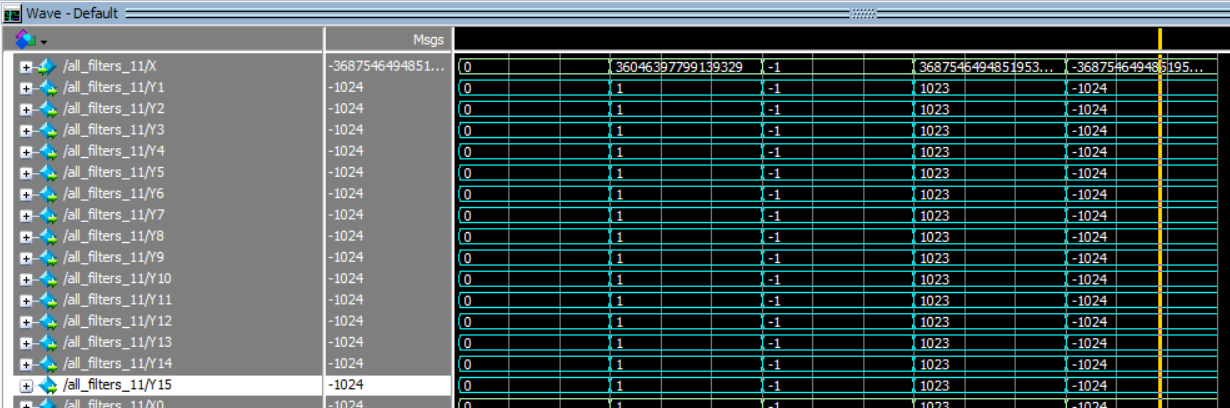 Wave - Default
Msgs
/all_filters_11/X -3687546494851... 0 36046397799139329 -1 3687546494851953... -368754649485195...
/all_filters_11/Y1 -1024 0 1 -1 1023 -1024
/all_filters_11/Y2 -1024 0 1 -1 1023 -1024
/all_filters_11/Y3 -1024 0 1 -1 1023 -1024
/all_filters_11/Y4 -1024 0 1 -1 1023 -1024
/all_filters_11/Y5 -1024 0 1 -1 1023 -1024
/all_filters_11/Y6 -1024 0 1 -1 1023 -1024
/all_filters_11/Y7 -1024 0 1 -1 1023 -1024
/all_filters_11/Y8 -1024 0 1 -1 1023 -1024
/all_filters_11/Y9 -1024 0 1 -1 1023 -1024
/all_filters_11/Y10 -1024 0 1 -1 1023 -1024
/all_filters_11/Y11 -1024 0 1 -1 1023 -1024
/all_filters_11/Y12 -1024 0 1 -1 1023 -1024
/all_filters_11/Y13 -1024 0 1 -1 1023 -1024
/all_filters_11/Y14 -1024 0 1 -1 1023 -1024
/all_filters_11/Y15 -1024 0 1 -1 1023 -1024
/all_filters_11/X0 -1024 0 1 -1 1023 -1024